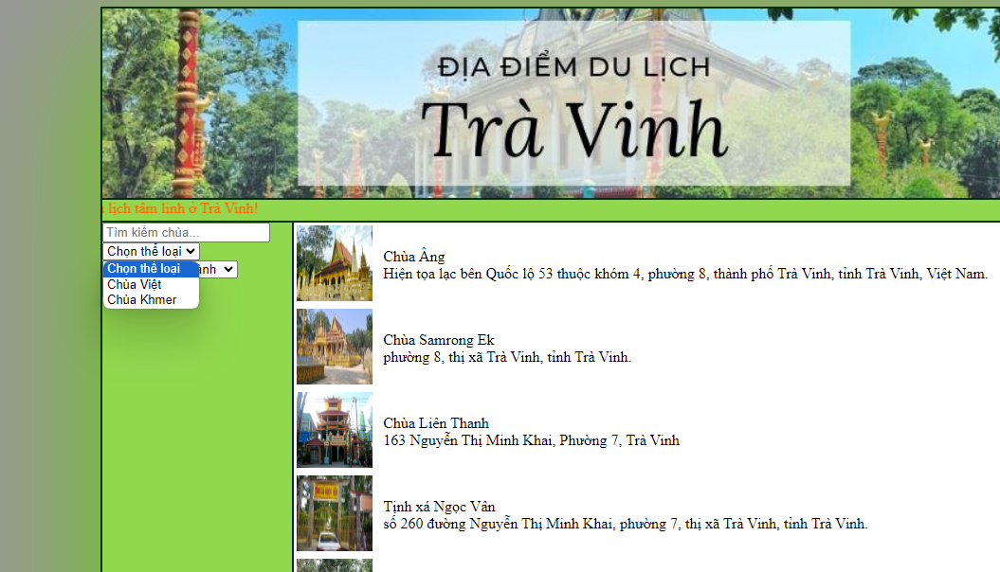 ĐỊA ĐIỂM DU LỊCH
Trà Vinh
lịch tâm linh ở Trà Vinh!
Tìm kiếm chùa...
Chọn thể loại
Chọn thể loại
Chùa Việt
Chùa Khmer
Chùa Âng
Hiện tọa lạc bên Quốc lộ 53 thuộc khóm 4, phường 8, thành phố Trà Vinh, tỉnh Trà Vinh, Việt Nam.
Chùa Samrong Ek
phường 8, thị xã Trà Vinh, tỉnh Trà Vinh.
Chùa Liên Thanh
163 Nguyễn Thị Minh Khai, Phường 7, Trà Vinh
Tịnh xá Ngọc Vân
số 260 đường Nguyễn Thị Minh Khai, phường 7, thị xã Trà Vinh, tỉnh Trà Vinh.